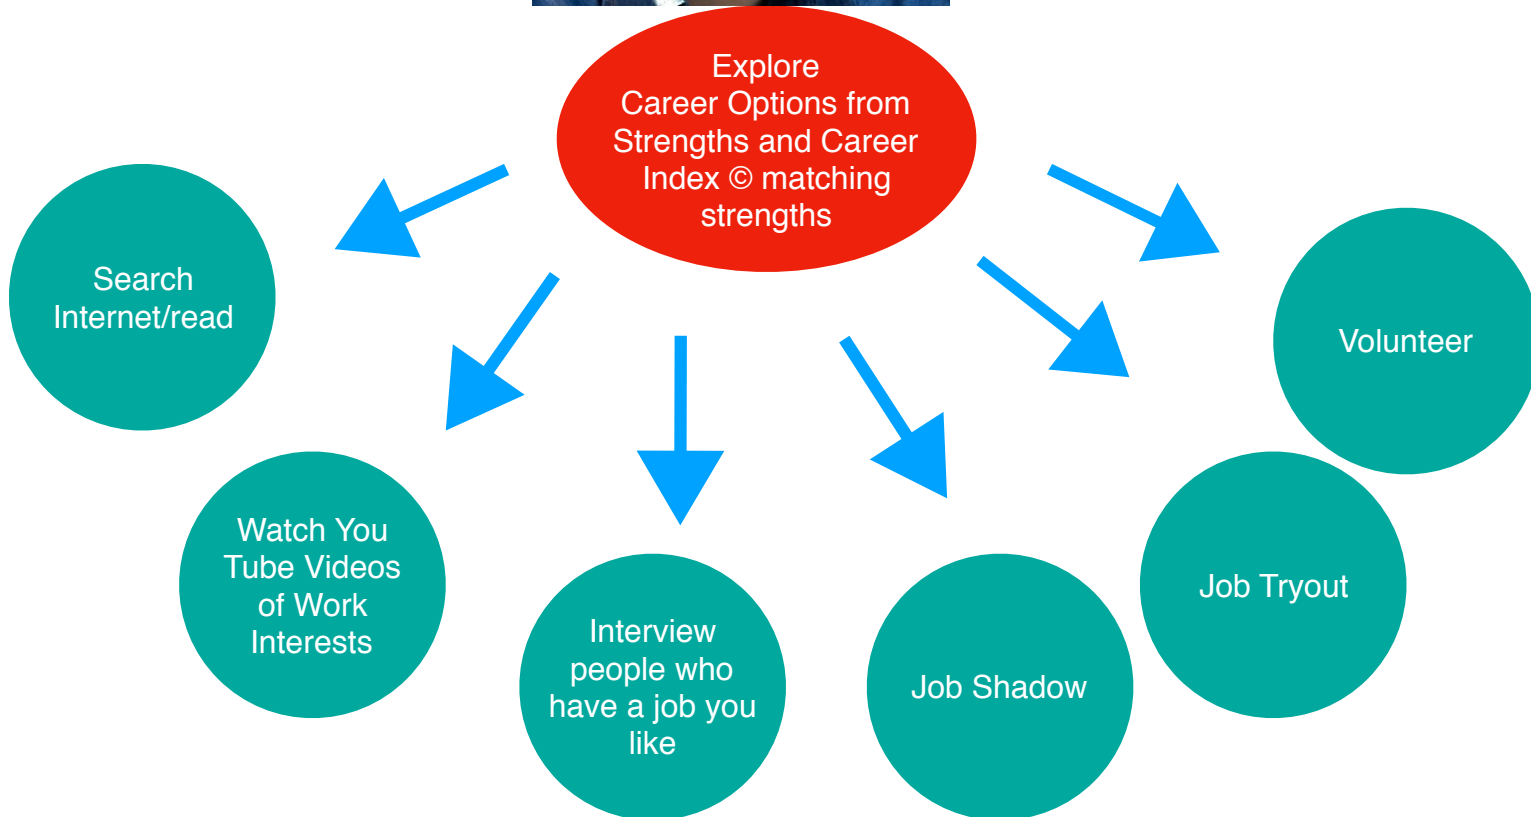 Explore
Career Options from
Strengths and Career
Index © matching
strengths
Search
Internet/read
Watch You
Tube Videos
of Work
Interests
Interview
people who
have a job you
like
Job Shadow
Job Tryout
Volunteer